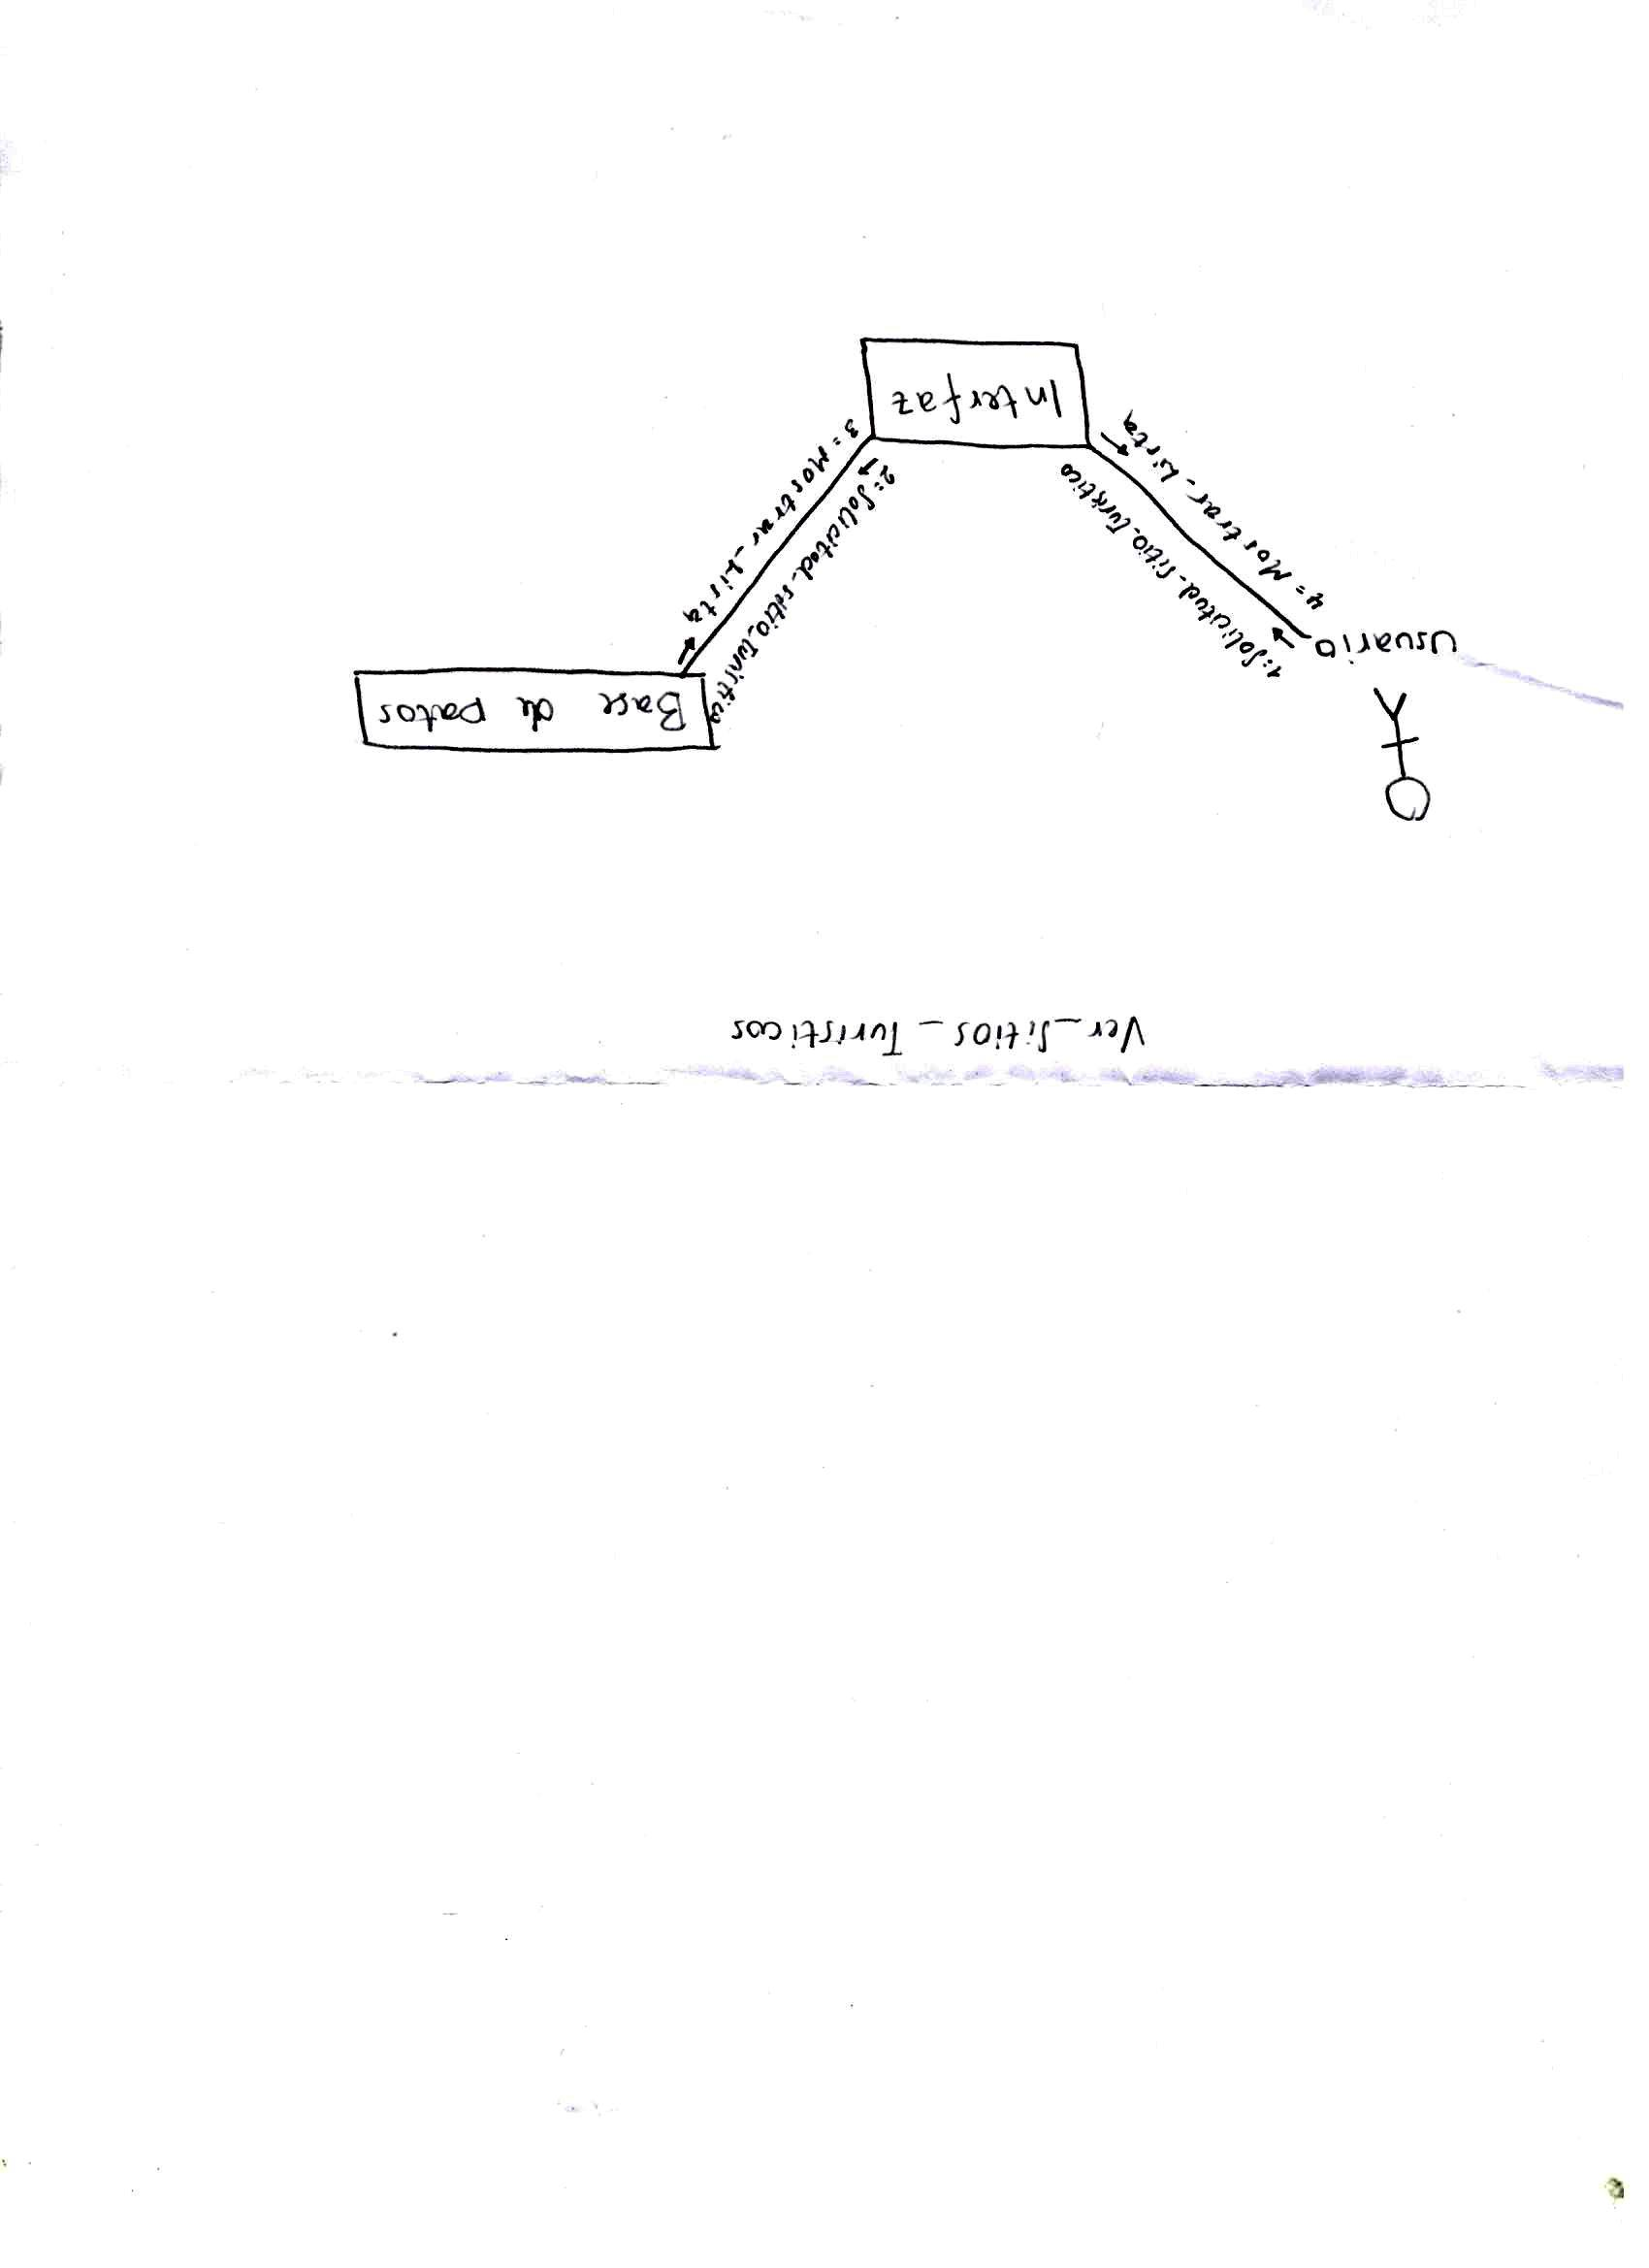 Ver_Sitios_Turisticos
Usuario
1: Solicitud_sitio_Turistico
4: Mostrar_Lista
Interfaz
2: Solicitud_sitio_Turistico
3: Mostrar_Lista
Base de Datos